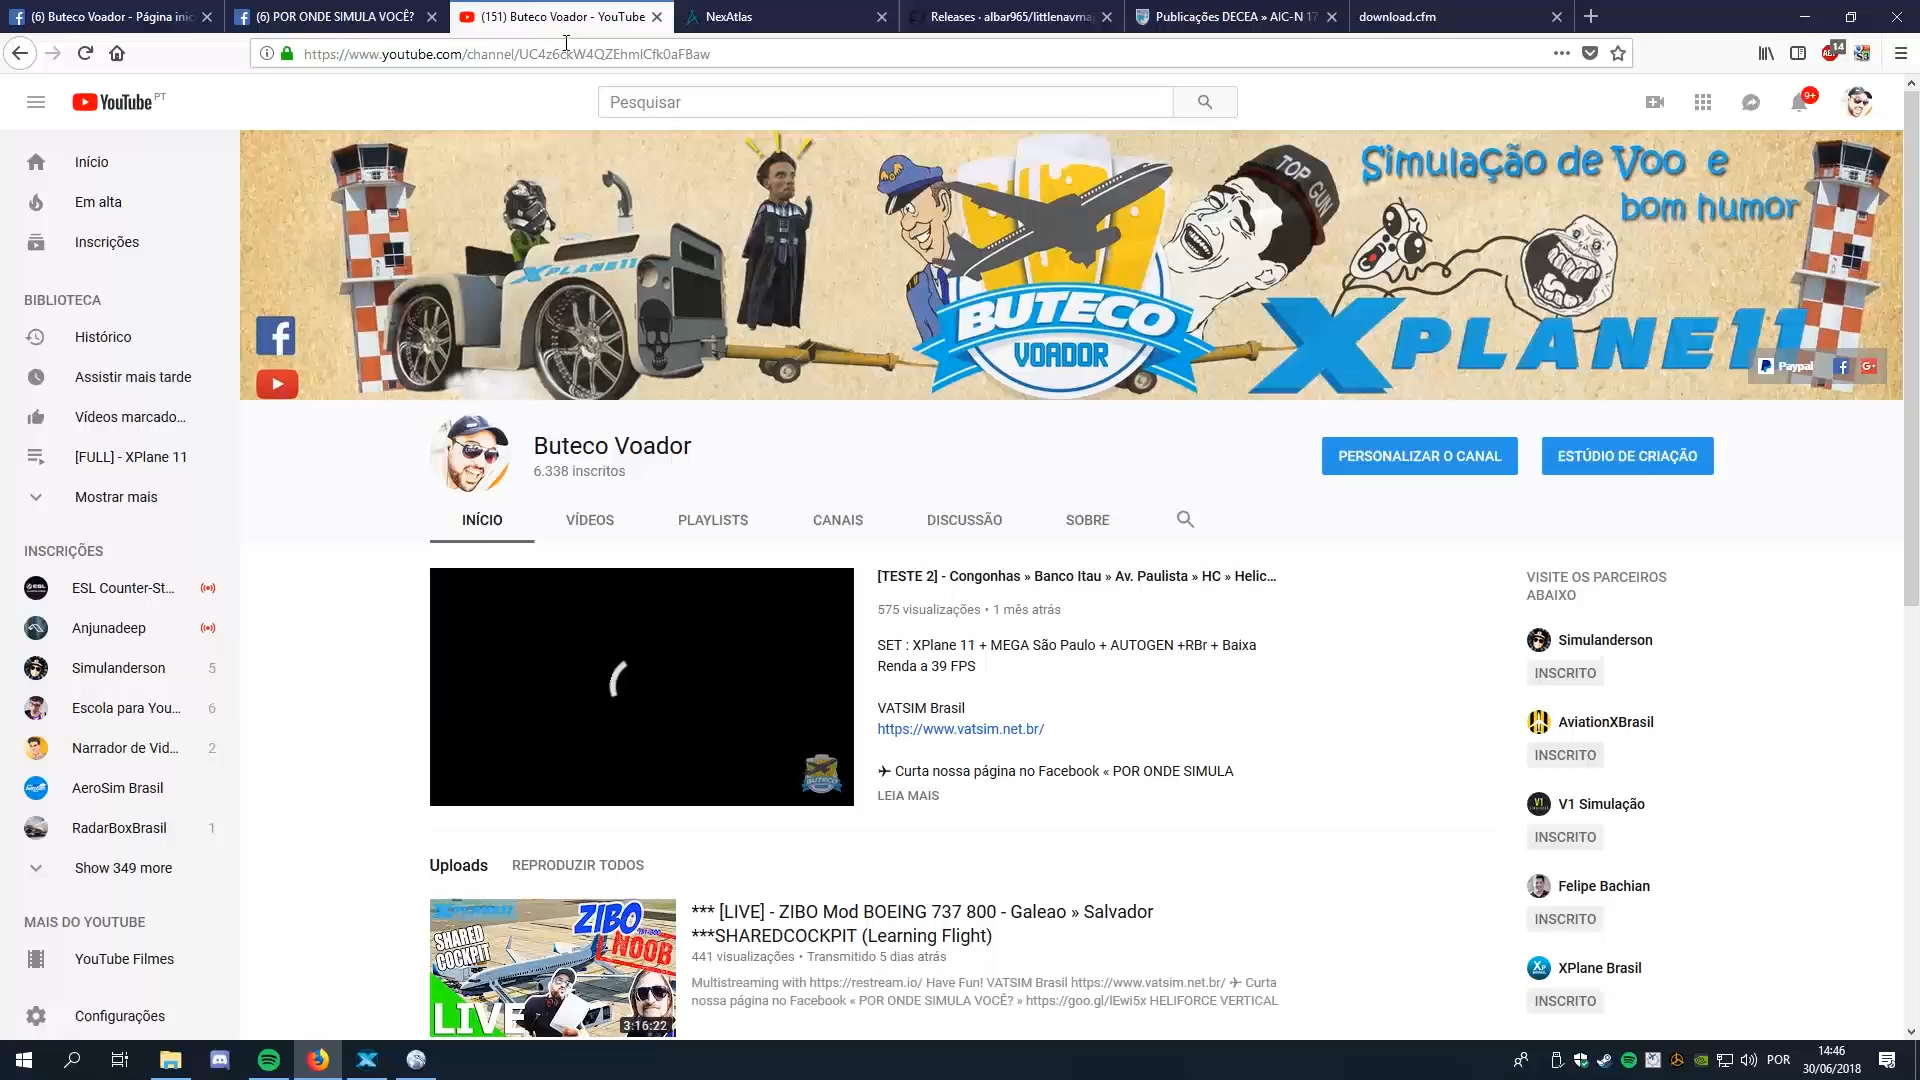 (6) Buteco Voador - Página inic
(6) POR ONDE SIMULA VOCÊ?
(151) Buteco Voador - YouTube
NexAtlas
Releases · albar965/littlenavma
Publicações DECEA » AIC-N 17
download.cfm
https://www.youtube.com/channel/UC4z6ckW4QZEhmICfk0aFBaw
14
YouTube PT
Pesquisar
9+
Início
Em alta
Inscrições
BIBLIOTECA
Histórico
Assistir mais tarde
Vídeos marcado...
[FULL] - XPlane 11
Mostrar mais
INSCRIÇÕES
ESL Counter-St...
Anjunadeep
Simulanderson 5
Escola para You... 6
Narrador de Vid... 2
AeroSim Brasil
RadarBoxBrasil 1
Show 349 more
MAIS DO YOUTUBE
YouTube Filmes
Configurações
XPLANE11
TOP GUN
Simulação de Voo e
bom humor
BUTECO
VOADOR
XPLANE11
Paypal
G+
Buteco Voador
6.338 inscritos
PERSONALIZAR O CANAL
ESTÚDIO DE CRIAÇÃO
INÍCIO
VÍDEOS
PLAYLISTS
CANAIS
DISCUSSÃO
SOBRE
BUTECO
[TESTE 2] - Congonhas » Banco Itau » Av. Paulista » HC » Helic...
575 visualizações • 1 mês atrás
SET : XPlane 11 + MEGA São Paulo + AUTOGEN +RBr + Baixa
Renda a 39 FPS
VATSIM Brasil
https://www.vatsim.net.br/
✈ Curta nossa página no Facebook « POR ONDE SIMULA
LEIA MAIS
VISITE OS PARCEIROS
ABAIXO
Simulanderson
INSCRITO
AviationXBrasil
INSCRITO
V1 Simulação
INSCRITO
Felipe Bachian
INSCRITO
XPlane Brasil
INSCRITO
Uploads
REPRODUZIR TODOS
XPLANE11
SHARED
COCKPIT
ZIBO
NOOB
LIVE
3:16:22
*** [LIVE] - ZIBO Mod BOEING 737 800 - Galeao » Salvador
***SHAREDCOCKPIT (Learning Flight)
441 visualizações • Transmitido 5 dias atrás
Multistreaming with https://restream.io/ Have Fun! VATSIM Brasil https://www.vatsim.net.br/ ✈ Curta
nossa página no Facebook « POR ONDE SIMULA VOCÊ? » https://goo.gl/lEwi5x HELIFORCE VERTICAL
POR
14:46
30/06/2018